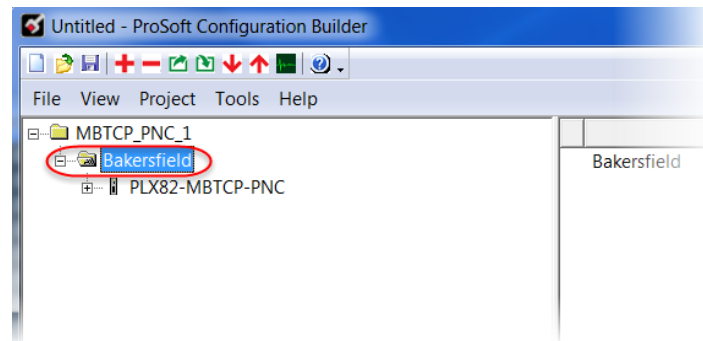 Untitled - ProSoft Configuration Builder
File View Project Tools Help
MBTCP_PNC_1
Bakersfield
Bakersfield
PLX82-MBTCP-PNC